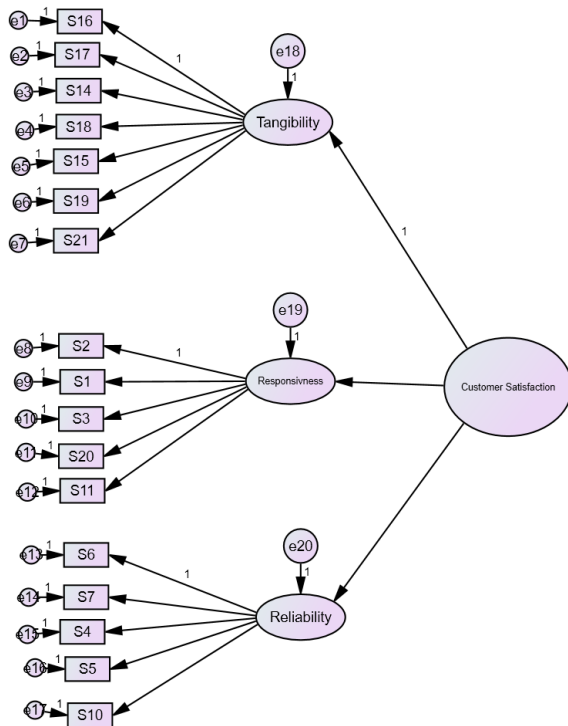 e1
1
S16
e2
1
S17
e3
1
S14
e4
1
S18
e5
1
S15
e6
1
S19
e7
1
S21
1
e18
1
Tangibility
1
e8
1
S2
e9
1
S1
e10
1
S3
e11
1
S20
e12
1
S11
1
e19
1
Responsivness
Customer Satisfaction
e13
1
S6
e14
1
S7
e15
1
S4
e16
1
S5
e17
1
S10
1
e20
1
Reliability